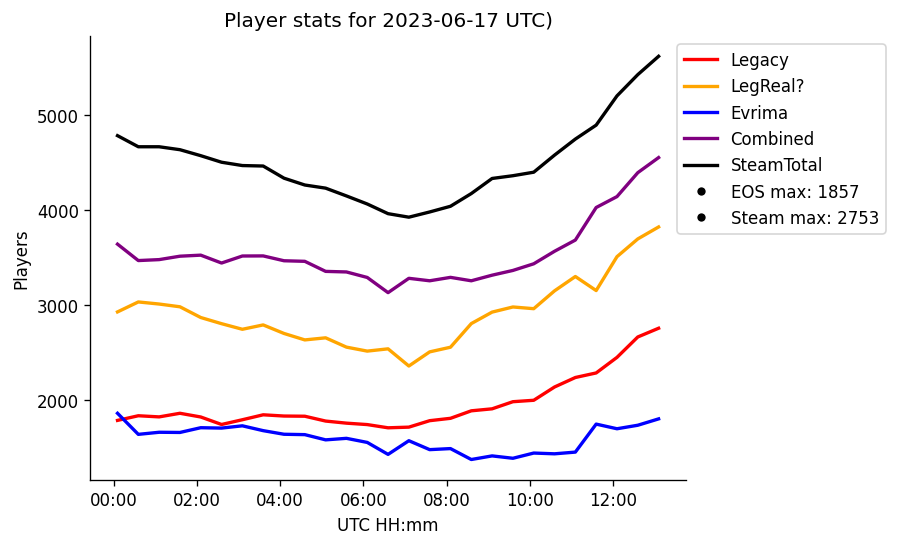 Player stats for 2023-06-17 UTC)
Legacy
LegReal?
Evrima
Combined
SteamTotal
EOS max: 1857
Steam max: 2753
Players
5000
4000
3000
2000
00:00 02:00 04:00 06:00 08:00 10:00 12:00
UTC HH:mm